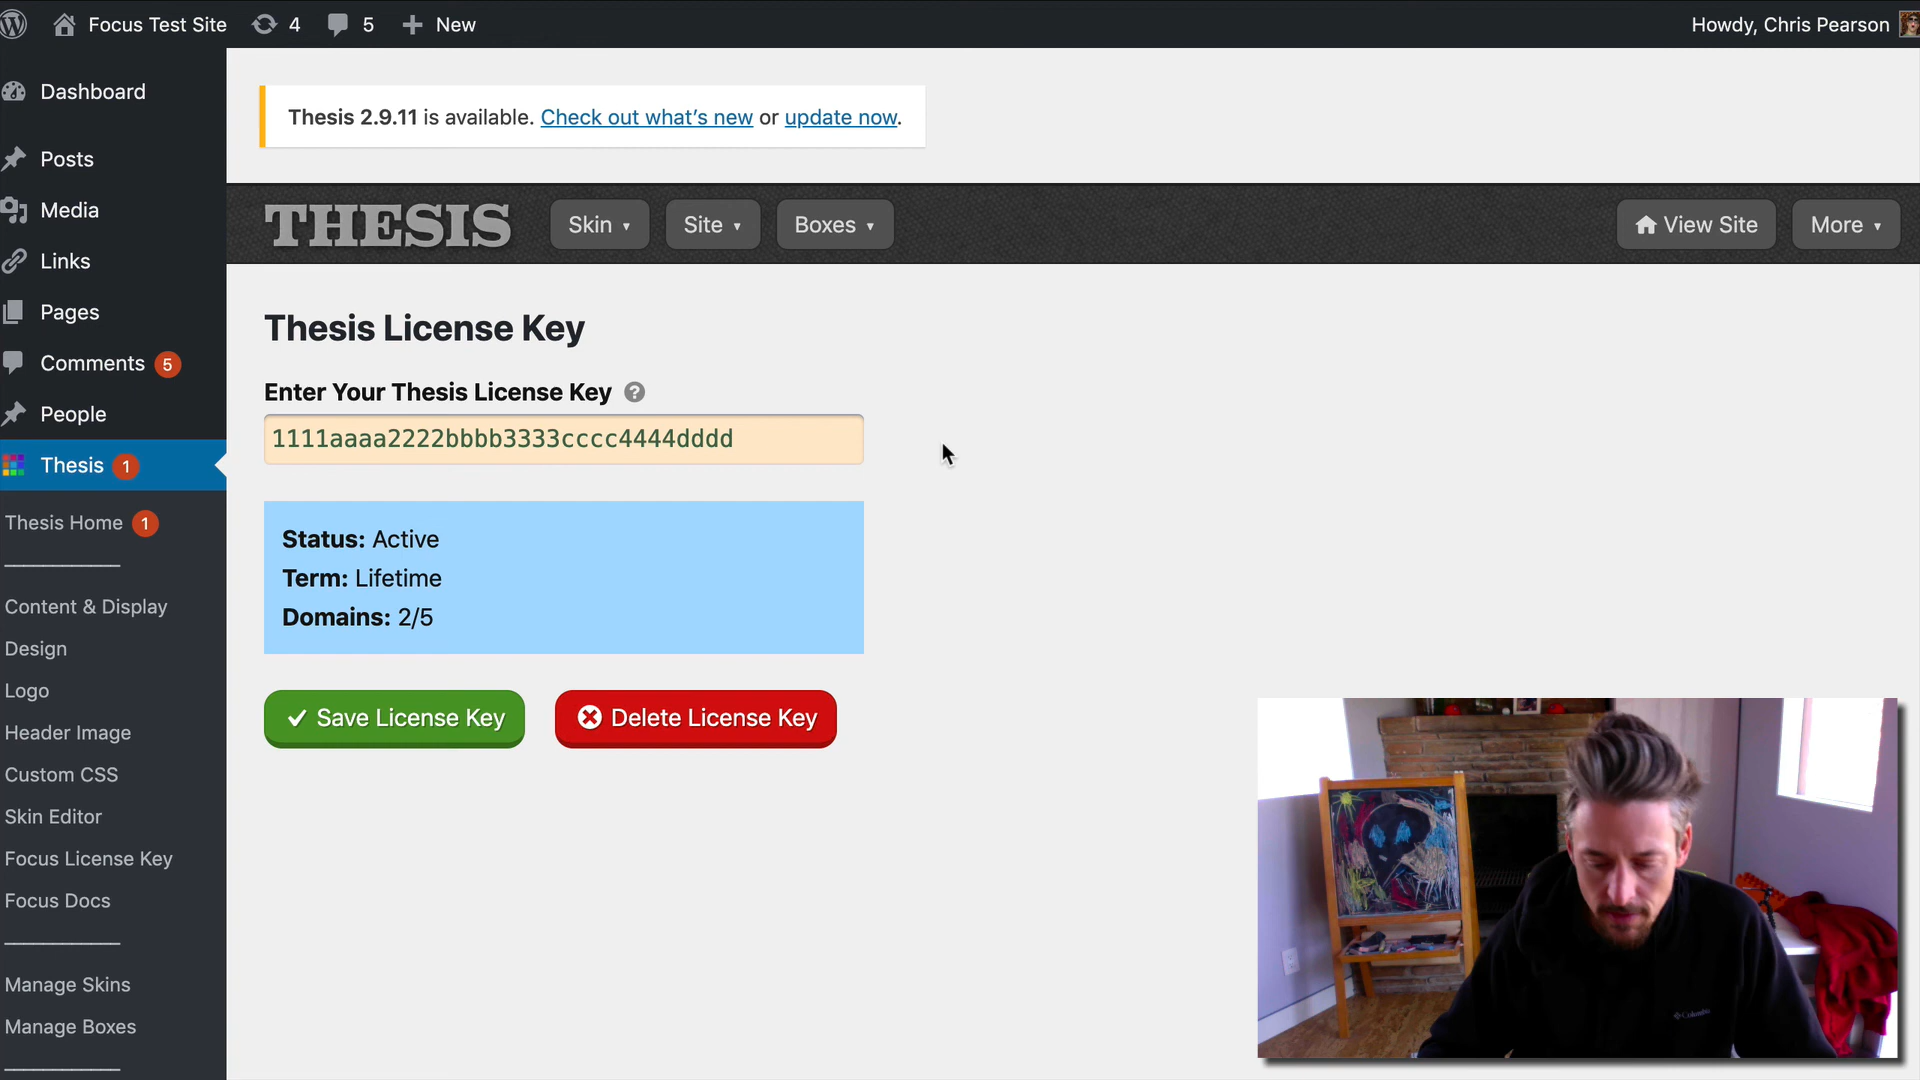 Focus Test Site 4 5 + New
Howdy, Chris Pearson
Dashboard
Posts
Media
Links
Pages
Comments 5
People
Thesis 1
Thesis Home 1
Content & Display
Design
Logo
Header Image
Custom CSS
Skin Editor
Focus License Key
Focus Docs
Manage Skins
Manage Boxes
Thesis 2.9.11 is available. Check out what’s new or update now.
THESIS Skin ▾ Site ▾ Boxes ▾ View Site More ▾
Thesis License Key
Enter Your Thesis License Key ?
1111aaaa2222bbbb3333cccc4444dddd
Status: Active
Term: Lifetime
Domains: 2/5
✓ Save License Key
Delete License Key
Columbia